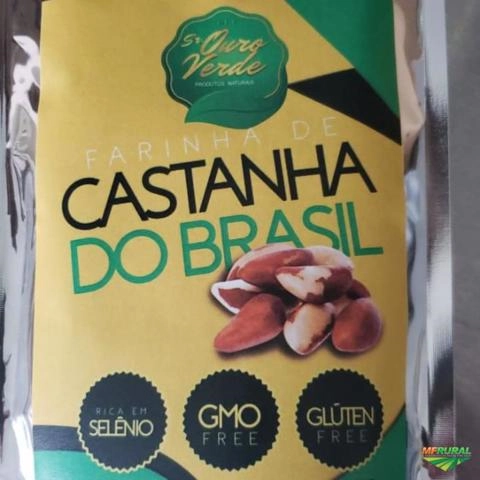 Sr Ouro
Verde
PRODUTOS NATURAIS
FARINHA DE
CASTANHA
DO BRASIL
RICA EM
SELÊNIO
GMO
FREE
GLÚTEN
FREE
MFRURAL